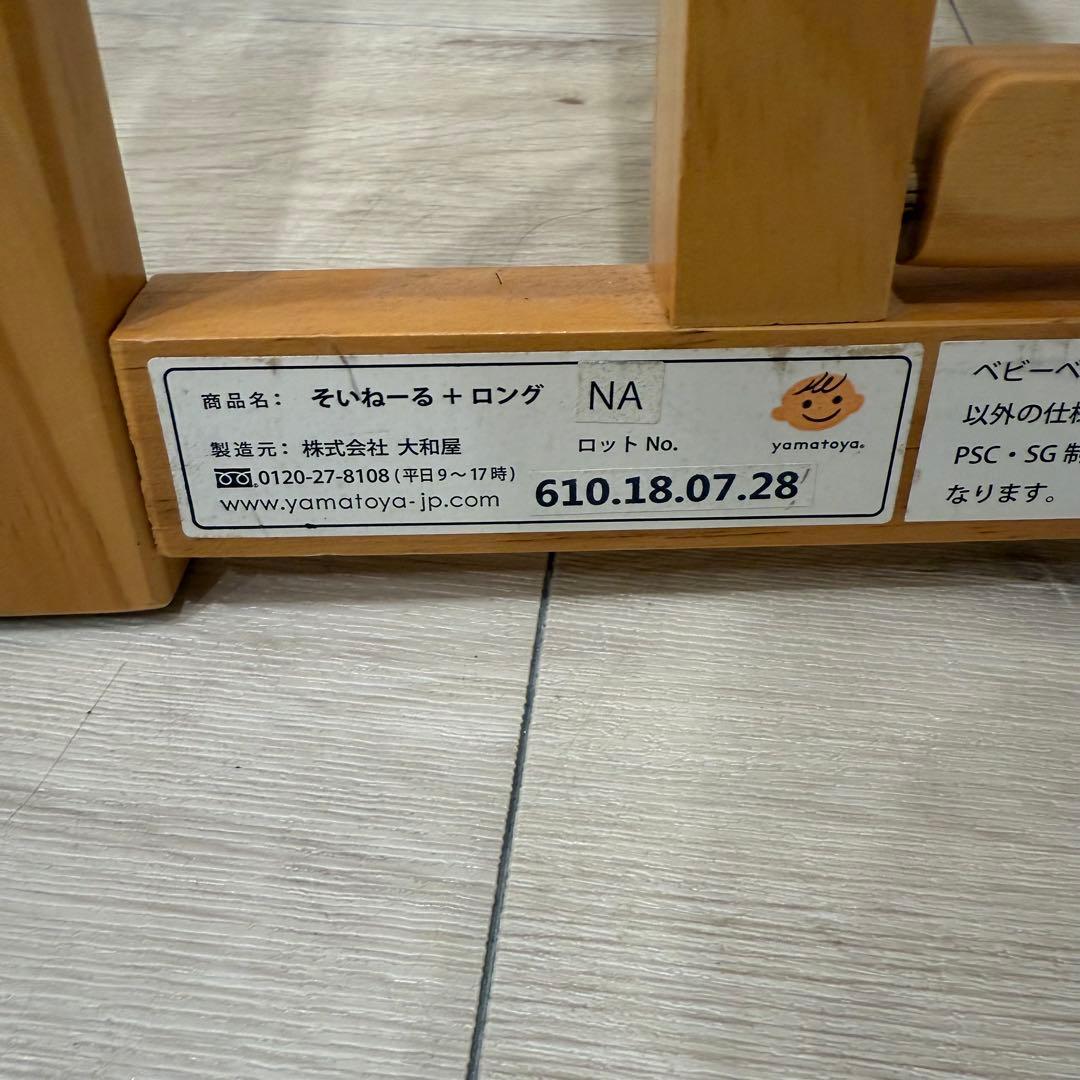 商品名： そいねーる + ロング NA
製造元： 株式会社 大和屋
ロット No.
0120-27-8108 (平日9～17時)
www.yamatoya-jp.com
610.18.07.28
yamatoya®
ベビーベ
以外の仕様
PSC・SG 制
なります。